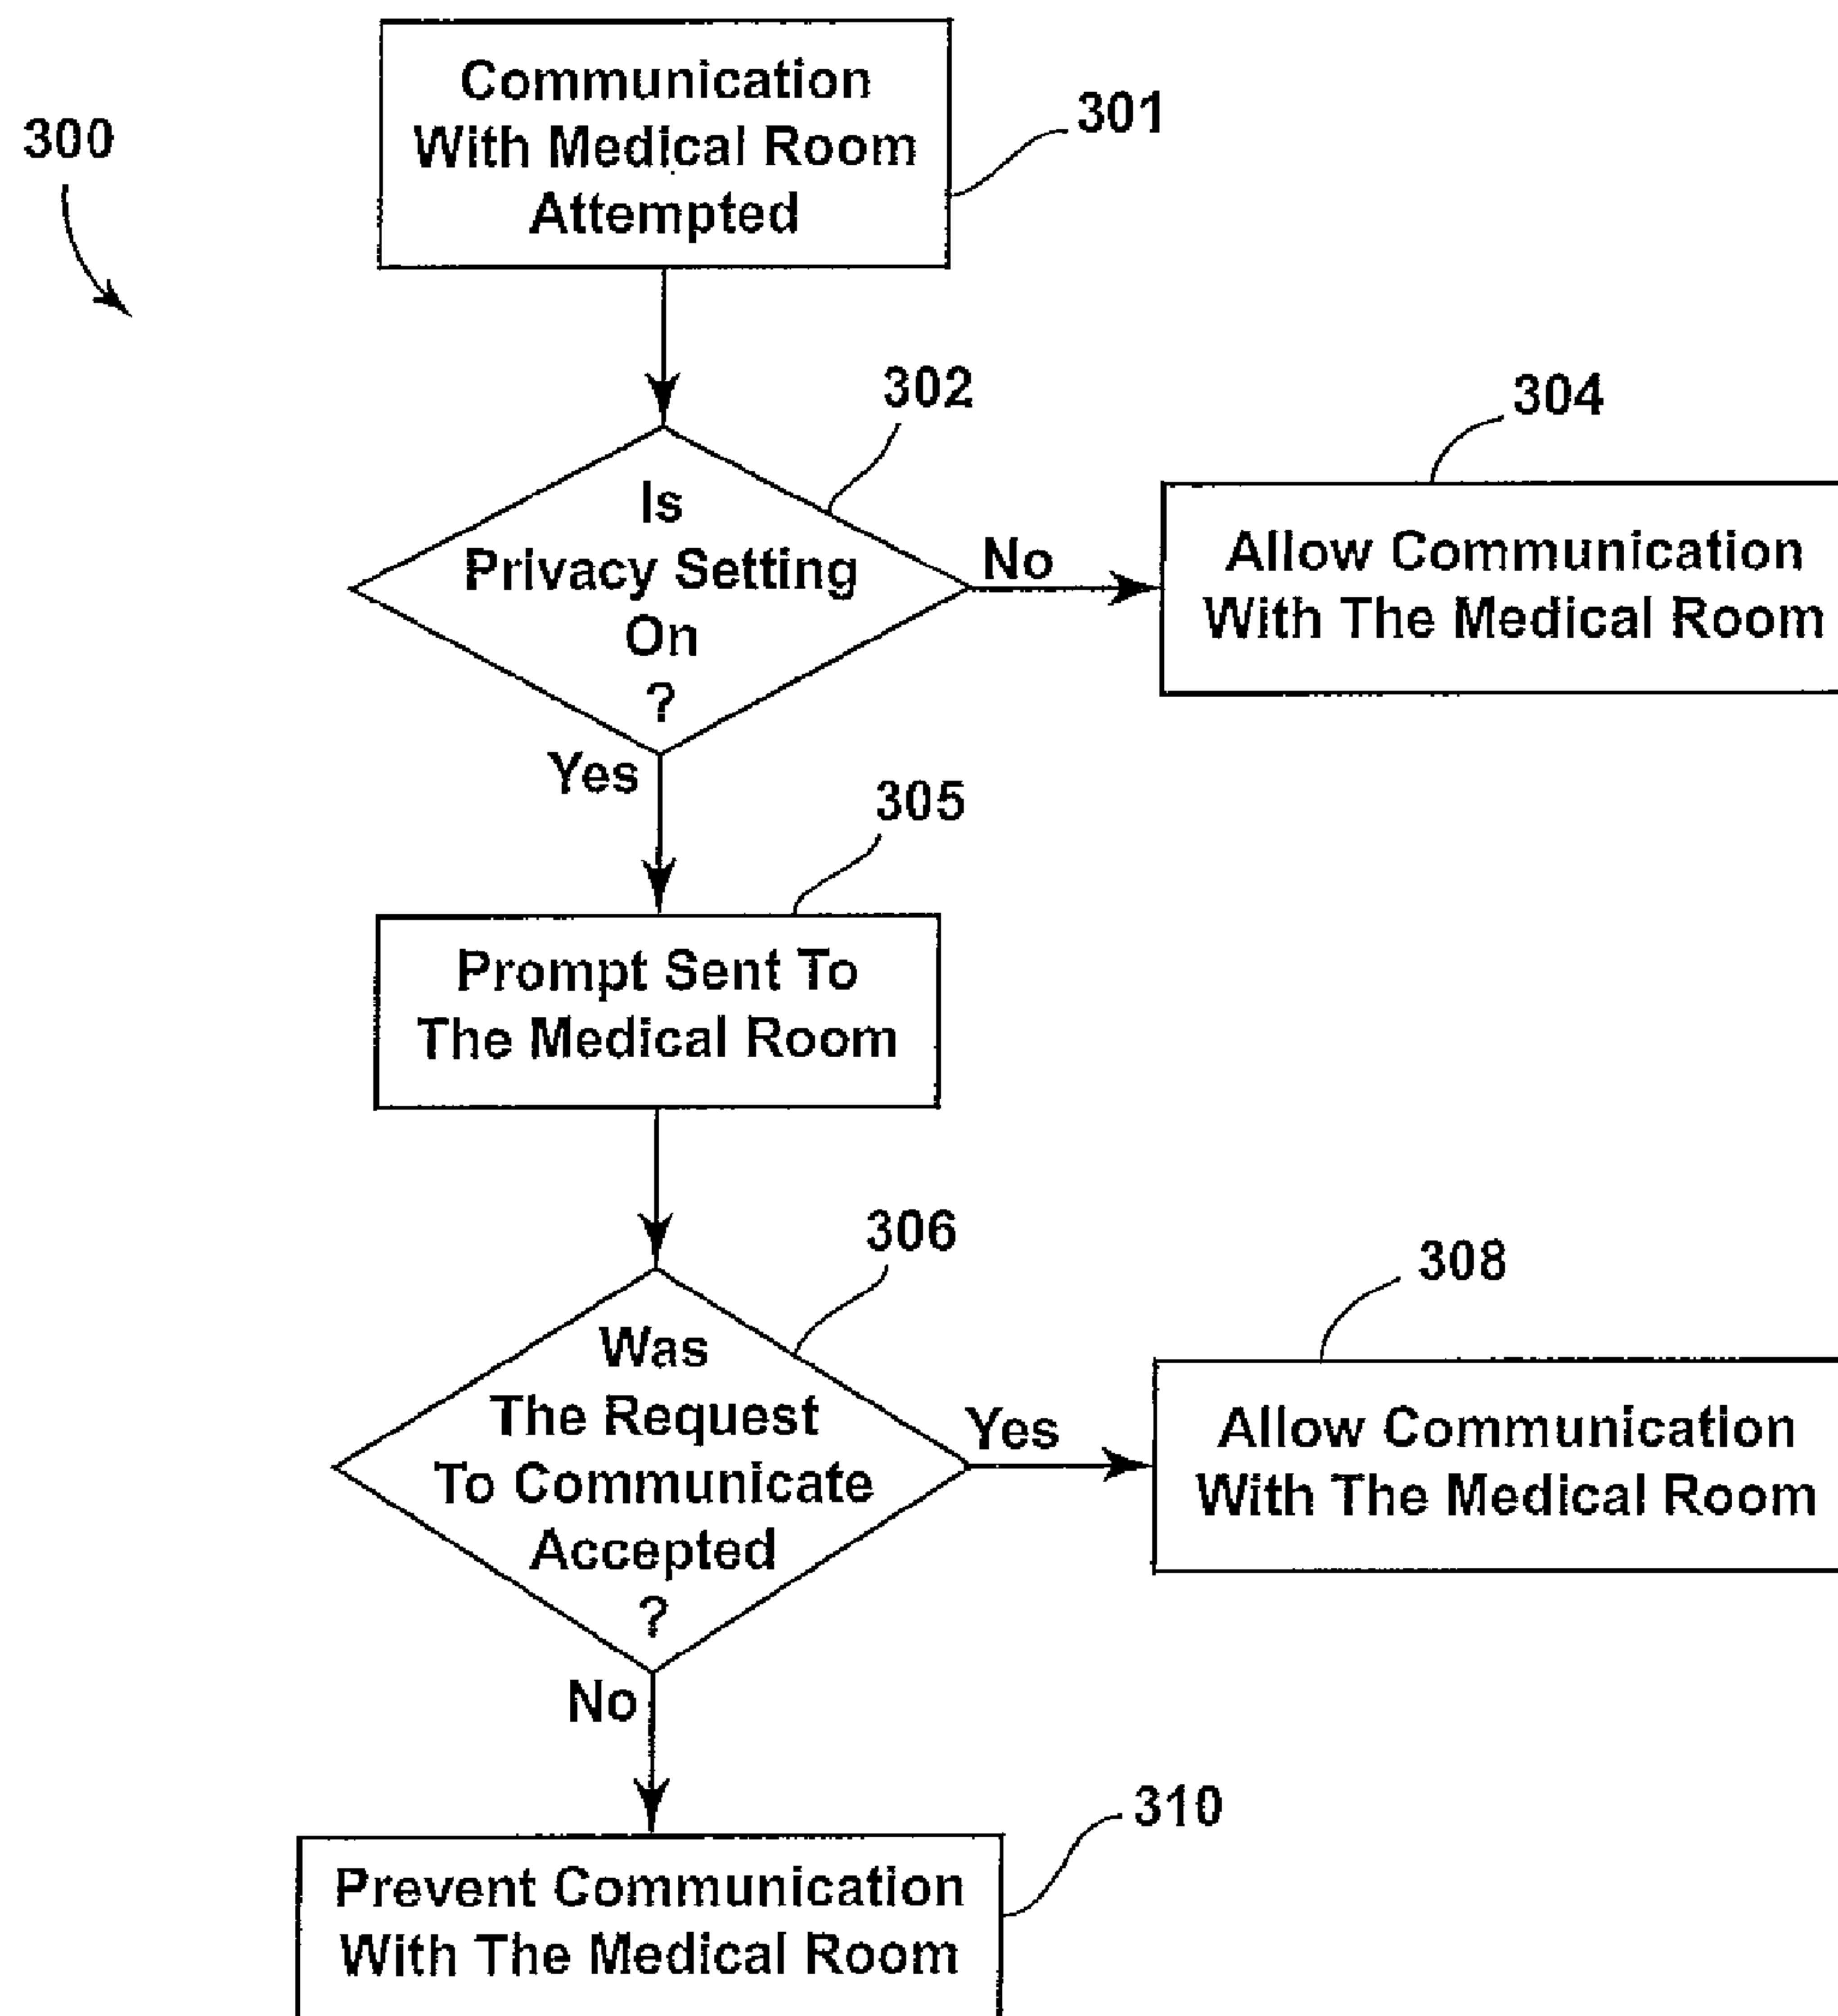 300
Communication
With Medical Room
Attempted
301
302
Is
Privacy Setting
On
?
No
304
Allow Communication
With The Medical Room
Yes
305
Prompt Sent To
The Medical Room
306
Was
The Request
To Communicate
Accepted
?
Yes
308
Allow Communication
With The Medical Room
No
310
Prevent Communication
With The Medical Room